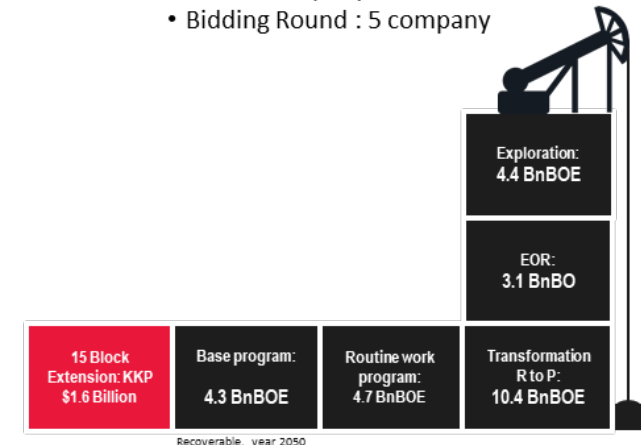 • Bidding Round : 5 company
Exploration:
4.4 BnBOE
EOR:
3.1 BnBO
15 Block
Extension: KKP
$1.6 Billion
Base program:
4.3 BnBOE
Routine work
program:
4.7 BnBOE
Transformation
R to P:
10.4 BnBOE
Recoverable, year 2050